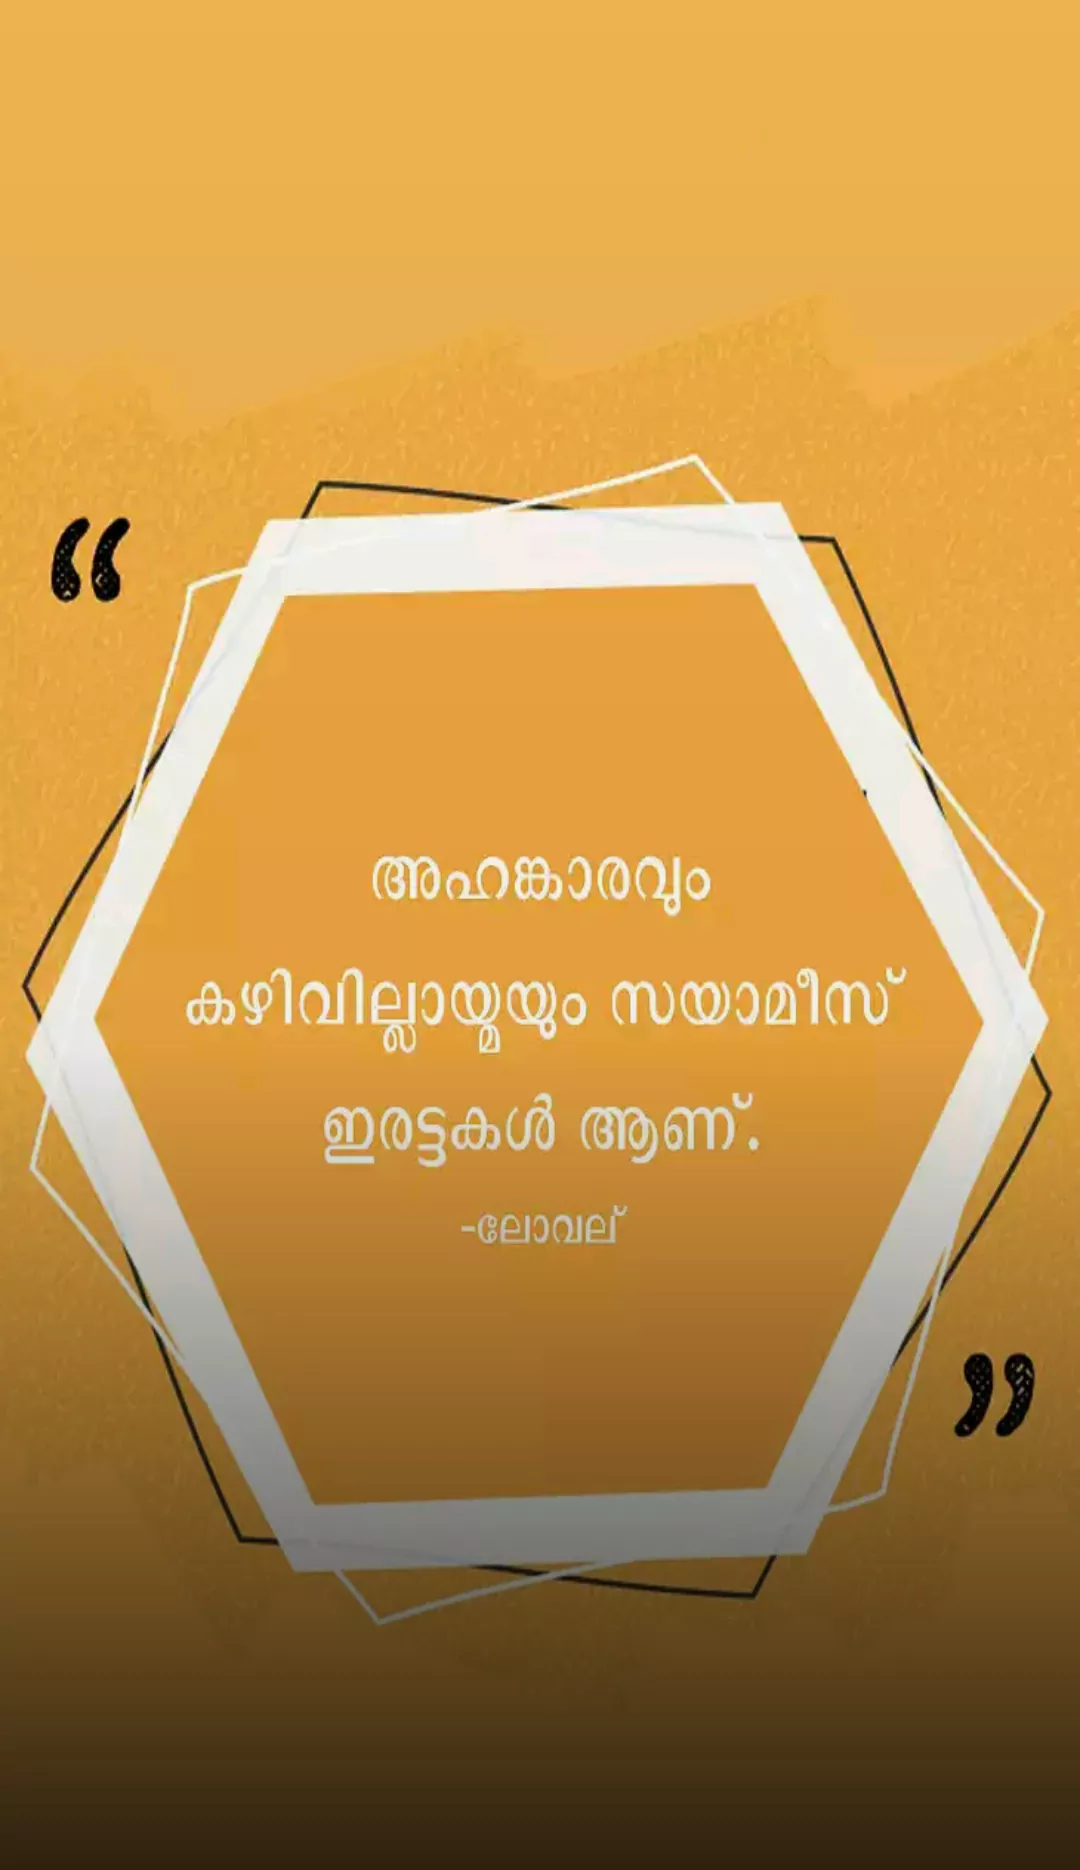 “
അഹങ്കാരവും
കഴിവില്ലായ്മയും സയാമീസ്
ഇരട്ടകൾ ആണ്.
-ലോവല്
”